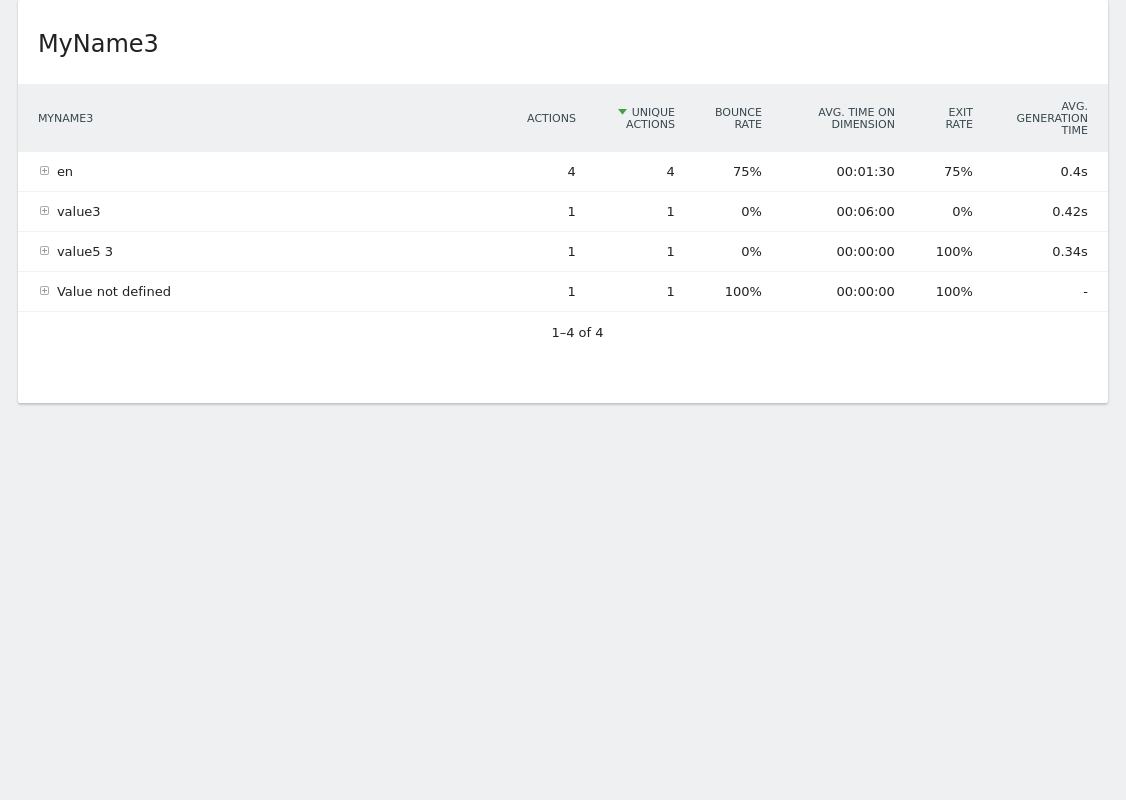 MyName3
MYNAME3 ACTIONS UNIQUE ACTIONS BOUNCE RATE AVG. TIME ON DIMENSION EXIT RATE AVG. GENERATION TIME
en 4 4 75% 00:01:30 75% 0.4s
value3 1 1 0% 00:06:00 0% 0.42s
value5 3 1 1 0% 00:00:00 100% 0.34s
Value not defined 1 1 100% 00:00:00 100% -
1–4 of 4